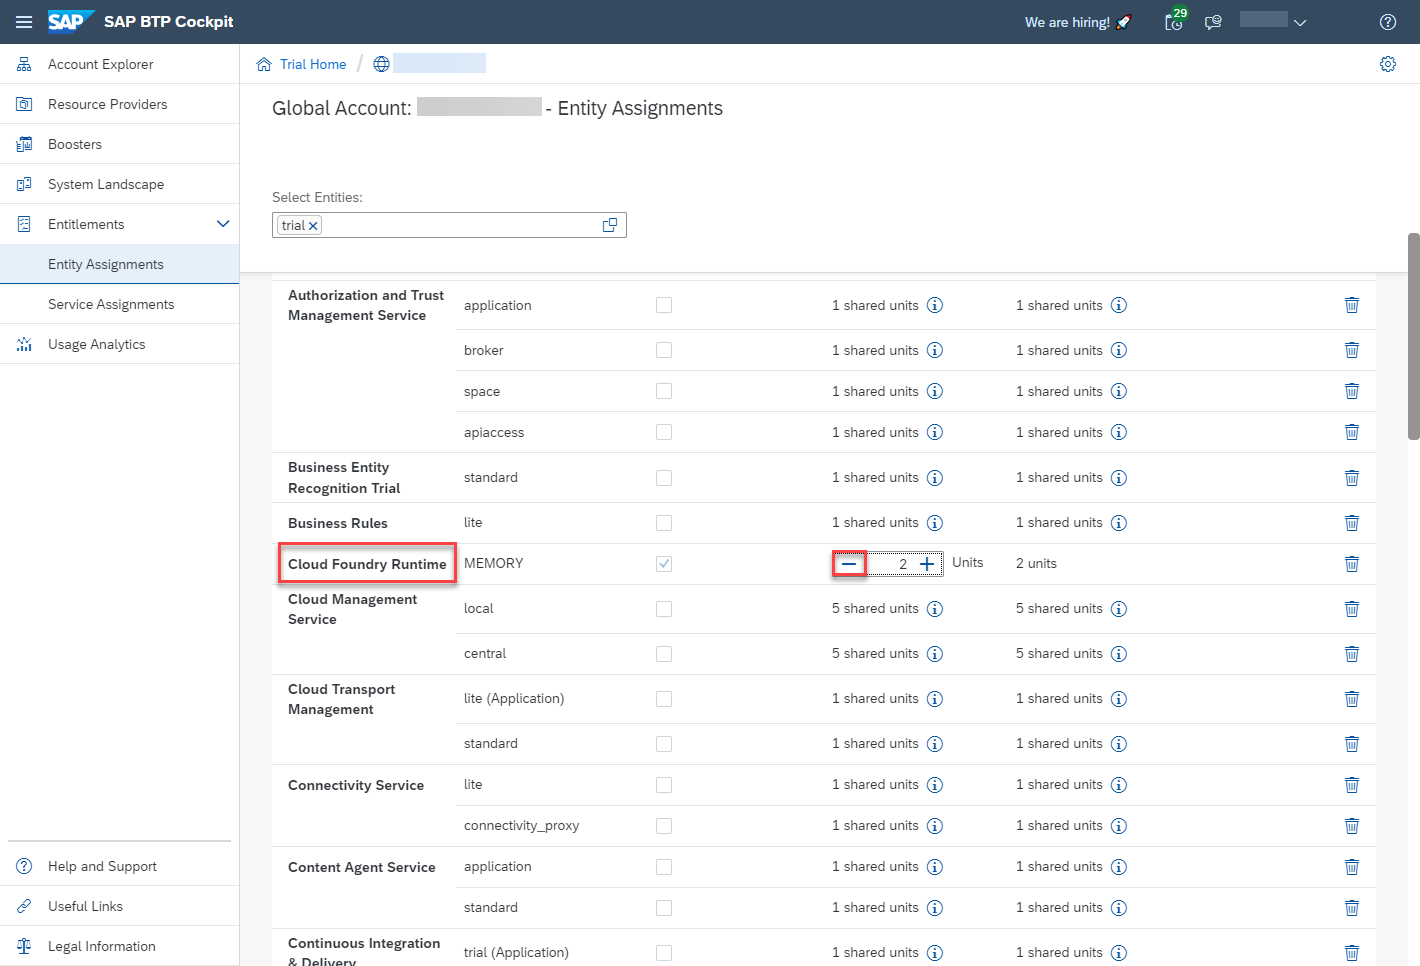 SAP SAP BTP Cockpit
We are hiring! 29
Account Explorer
Resource Providers
Boosters
System Landscape
Entitlements
Entity Assignments
Service Assignments
Usage Analytics
Help and Support
Useful Links
Legal Information
Trial Home /
Global Account: - Entity Assignments
Select Entities:
trial
Authorization and Trust
Management Service
application 1 shared units 1 shared units
broker 1 shared units 1 shared units
space 1 shared units 1 shared units
apiaccess 1 shared units 1 shared units
Business Entity
Recognition Trial
standard 1 shared units 1 shared units
Business Rules lite 1 shared units 1 shared units
Cloud Foundry Runtime MEMORY 2 Units 2 units
Cloud Management
Service
local 5 shared units 5 shared units
central 5 shared units 5 shared units
Cloud Transport
Management
lite (Application) 1 shared units 1 shared units
standard 1 shared units 1 shared units
Connectivity Service lite 1 shared units 1 shared units
connectivity_proxy 1 shared units 1 shared units
Content Agent Service application 1 shared units 1 shared units
standard 1 shared units 1 shared units
Continuous Integration
& Delivery
trial (Application) 1 shared units 1 shared units